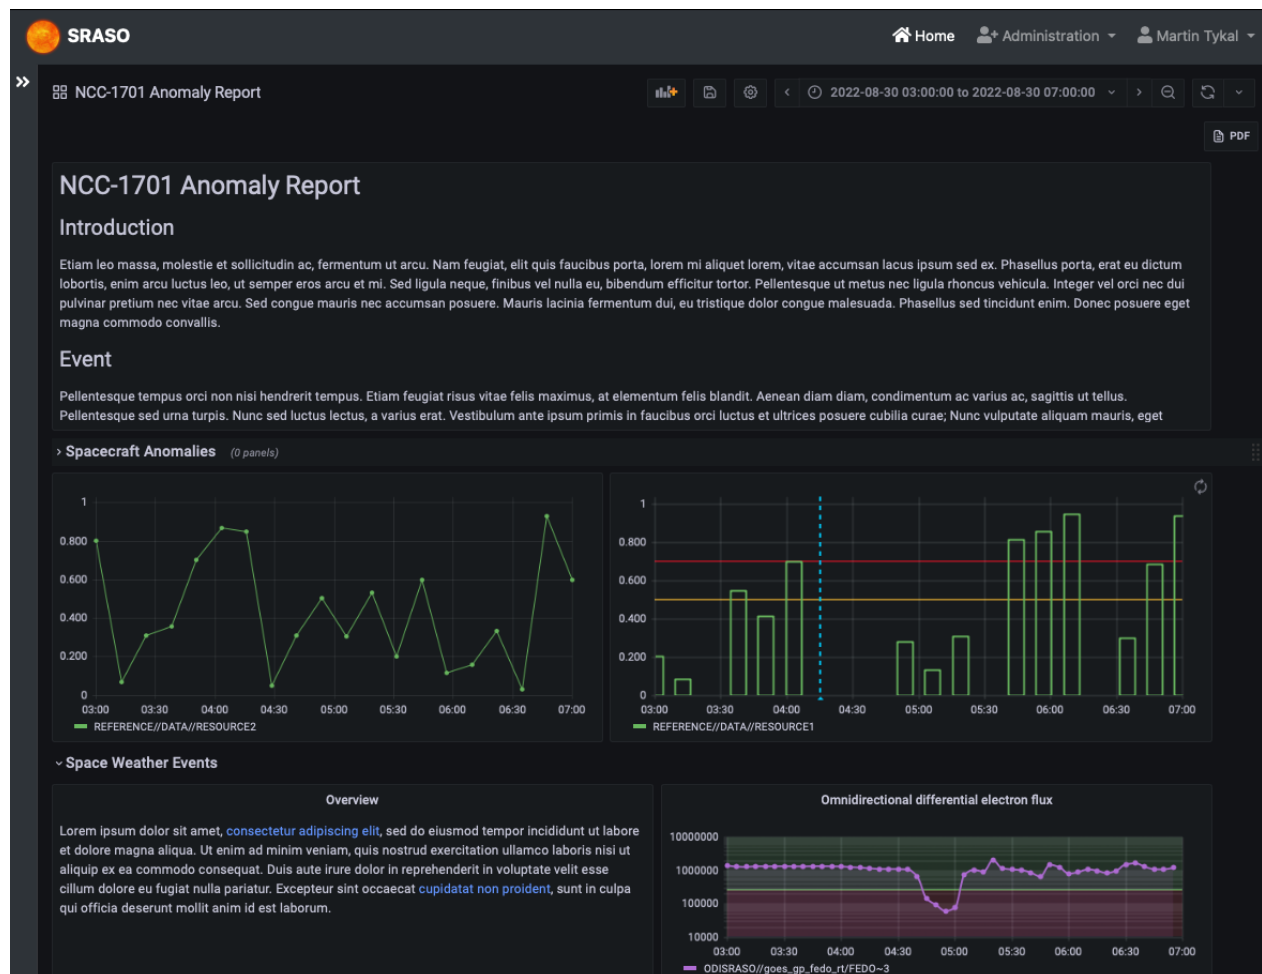 SRASO
Home Administration Martin Tykal
NCC-1701 Anomaly Report
2022-08-30 03:00:00 to 2022-08-30 07:00:00
PDF
NCC-1701 Anomaly Report
Introduction
Etiam leo massa, molestie et sollicitudin ac, fermentum ut arcu. Nam feugiat, elit quis faucibus porta, lorem mi aliquet lorem, vitae accumsan lacus ipsum sed ex. Phasellus porta, erat eu dictum
lobortis, enim arcu luctus leo, ut semper eros arcu et mi. Sed ligula neque, finibus vel nulla eu, bibendum efficitur tortor. Pellentesque ut metus nec ligula rhoncus vehicula. Integer vel orci nec dui
pulvinar pretium nec vitae arcu. Sed congue mauris nec accumsan posuere. Mauris lacinia fermentum dui, eu tristique dolor congue malesuada. Phasellus sed tincidunt enim. Donec posuere eget
magna commodo convallis.
Event
Pellentesque tempus orci non nisi hendrerit tempus. Etiam feugiat risus vitae felis maximus, at elementum felis blandit. Aenean diam diam, condimentum ac varius ac, sagittis ut tellus.
Pellentesque sed urna turpis. Nunc sed luctus lectus, a varius erat. Vestibulum ante ipsum primis in faucibus orci luctus et ultrices posuere cubilia curae; Nunc vulputate aliquam mauris, eget
Spacecraft Anomalies (0 panels)
1
0.800
0.600
0.400
0.200
0
03:00 03:30 04:00 04:30 05:00 05:30 06:00 06:30 07:00
REFERENCE//DATA//RESOURCE2
1
0.800
0.600
0.400
0.200
0
03:00 03:30 04:00 04:30 05:00 05:30 06:00 06:30 07:00
REFERENCE//DATA//RESOURCE1
Space Weather Events
Overview
Lorem ipsum dolor sit amet, consectetur adipiscing elit, sed do eiusmod tempor incididunt ut labore
et dolore magna aliqua. Ut enim ad minim veniam, quis nostrud exercitation ullamco laboris nisi ut
aliquip ex ea commodo consequat. Duis aute irure dolor in reprehenderit in voluptate velit esse
cillum dolore eu fugiat nulla pariatur. Excepteur sint occaecat cupidatat non proident, sunt in culpa
qui officia deserunt mollit anim id est laborum.
Omnidirectional differential electron flux
10000000
1000000
100000
10000
03:00 03:30 04:00 04:30 05:00 05:30 06:00 06:30 07:00
ODISRASO//goes_gp_fedo_rt/FEDO~3